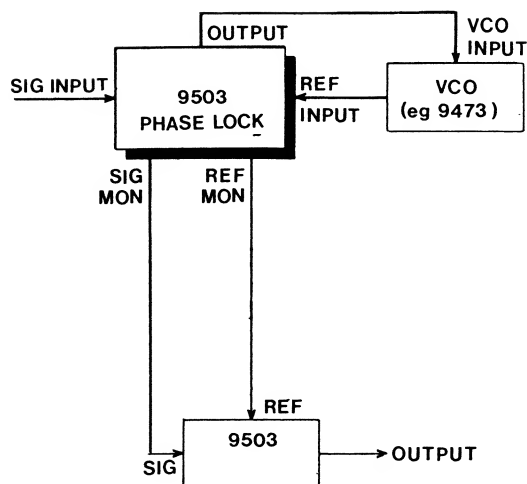 OUTPUT
VCO
INPUT
SIG INPUT
9503
PHASE LOCK
REF
INPUT
VCO
(eg 9473)
SIG
MON
REF
MON
REF
9503
SIG
OUTPUT